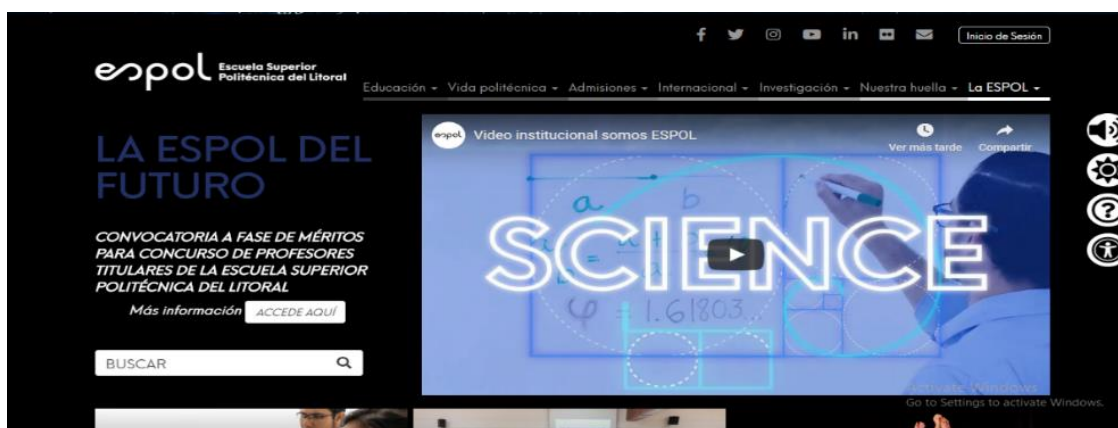 Inicio de Sesión
espol Escuela Superior
Politécnica del Litoral
Educación Vida politécnica Admisiones Internacional Investigación Nuestra huella La ESPOL
LA ESPOL DEL
FUTURO
CONVOCATORIA A FASE DE MÉRITOS
PARA CONCURSO DE PROFESORES
TITULARES DE LA ESCUELA SUPERIOR
POLITÉCNICA DEL LITORAL
Más información ACCEDE AQUÍ
BUSCAR
espol Video institucional somos ESPOL
Ver más tarde Compartir
a b
SCIENCE
φ = 1.61803...
Activate Windows
Go to Settings to activate Windows.